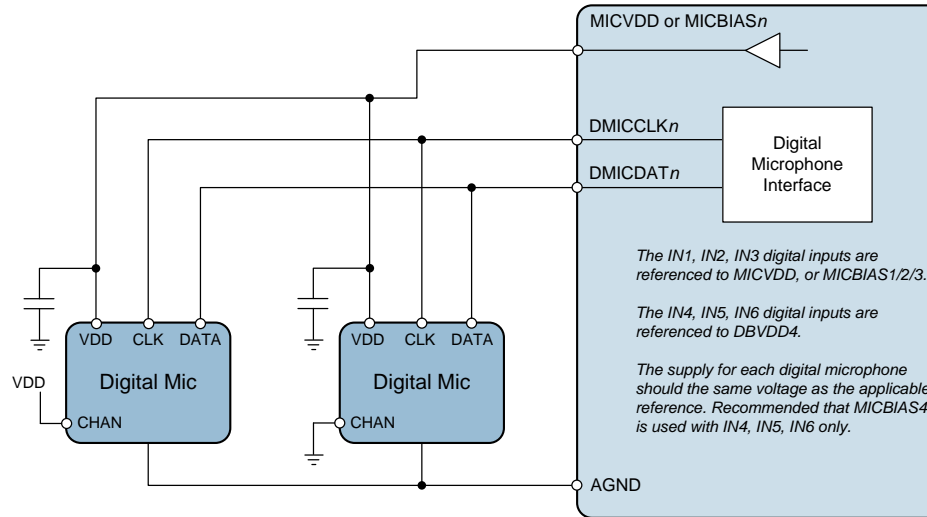 MICVDD or MICBIASn
DMICCLKn
DMICDATn
Digital
Microphone
Interface
The IN1, IN2, IN3 digital inputs are
referenced to MICVDD, or MICBIAS1/2/3.
The IN4, IN5, IN6 digital inputs are
referenced to DBVDD4.
The supply for each digital microphone
should the same voltage as the applicable
reference. Recommended that MICBIAS4
is used with IN4, IN5, IN6 only.
VDD CLK DATA
Digital Mic
VDD
CHAN
VDD CLK DATA
Digital Mic
CHAN
AGND